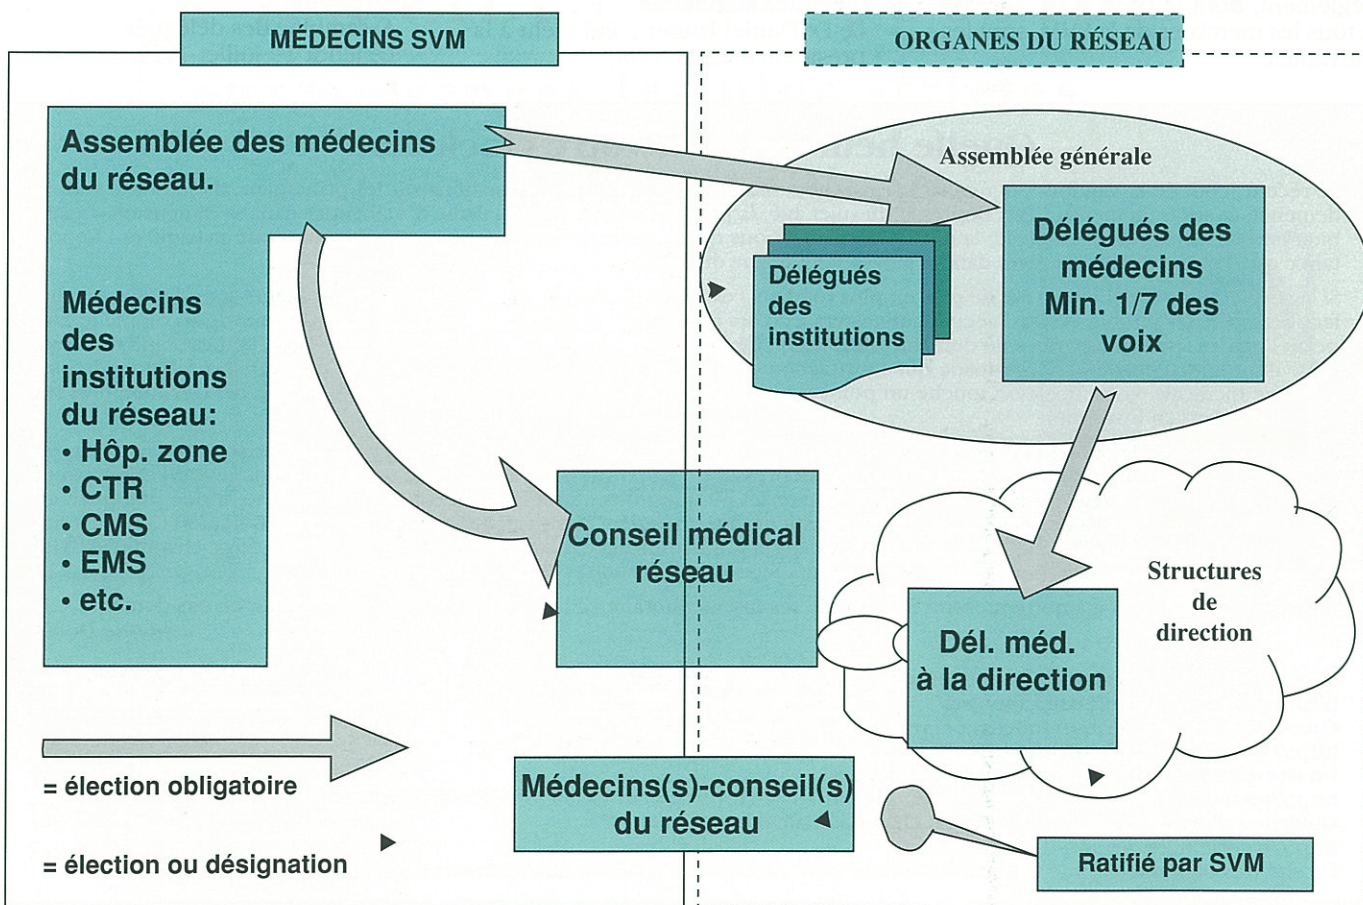 MÉDECINS SVM
ORGANES DU RÉSEAU
Assemblée des médecins
du réseau.
Médecins
des
institutions
du réseau:
• Hôp. zone
• CTR
• CMS
• EMS
• etc.
Assemblée générale
Délégués
des
institutions
Délégués des
médecins
Min. 1/7 des
voix
Conseil médical
réseau
Structures
de
direction
Dél. méd.
à la direction
= élection obligatoire
= élection ou désignation
Médecins(s)-conseil(s)
du réseau
Ratifié par SVM